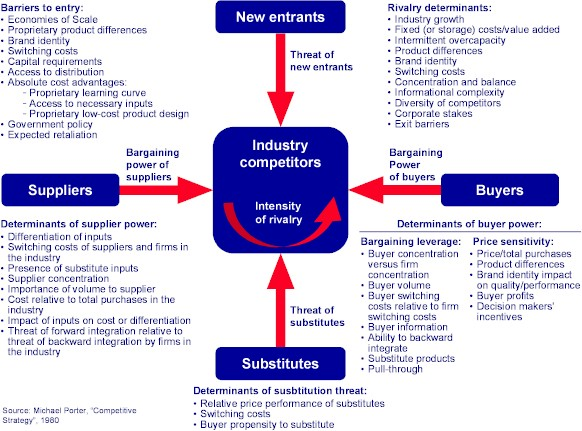 Barriers to entry:
• Economies of Scale
• Proprietary product differences
• Brand identity
• Switching costs
• Capital requirements
• Access to distribution
• Absolute cost advantages:
- Proprietary learning curve
- Access to necessary inputs
- Proprietary low-cost product design
• Government policy
• Expected retaliation
New entrants
Threat of
new entrants
Rivalry determinants:
• Industry growth
• Fixed (or storage) costs/value added
• Intermittent overcapacity
• Product differences
• Brand identity
• Switching costs
• Concentration and balance
• Informational complexity
• Diversity of competitors
• Corporate stakes
• Exit barriers
Bargaining
power of
suppliers
Suppliers
Industry
competitors
Intensity
of rivalry
Bargaining
Power
of buyers
Buyers
Determinants of supplier power:
• Differentiation of inputs
• Switching costs of suppliers and firms in
the industry
• Presence of substitute inputs
• Supplier concentration
• Importance of volume to supplier
• Cost relative to total purchases in the
industry
• Impact of inputs on cost or differentiation
• Threat of forward integration relative to
threat of backward integration by firms in
the industry
Threat of
substitutes
Substitutes
Determinants of susbtitution threat:
• Relative price performance of substitutes
• Switching costs
• Buyer propensity to substitute
Determinants of buyer power:
Bargaining leverage:
• Buyer concentration
versus firm
concentration
• Buyer volume
• Buyer switching
costs relative to firm
switching costs
• Buyer information
• Ability to backward
integrate
• Substitute products
• Pull-through
Price sensitivity:
• Price/total purchases
• Product differences
• Brand identity impact
on quality/performance
• Buyer profits
• Decision makers'
incentives
Source: Michael Porter, "Competitive
Strategy", 1980